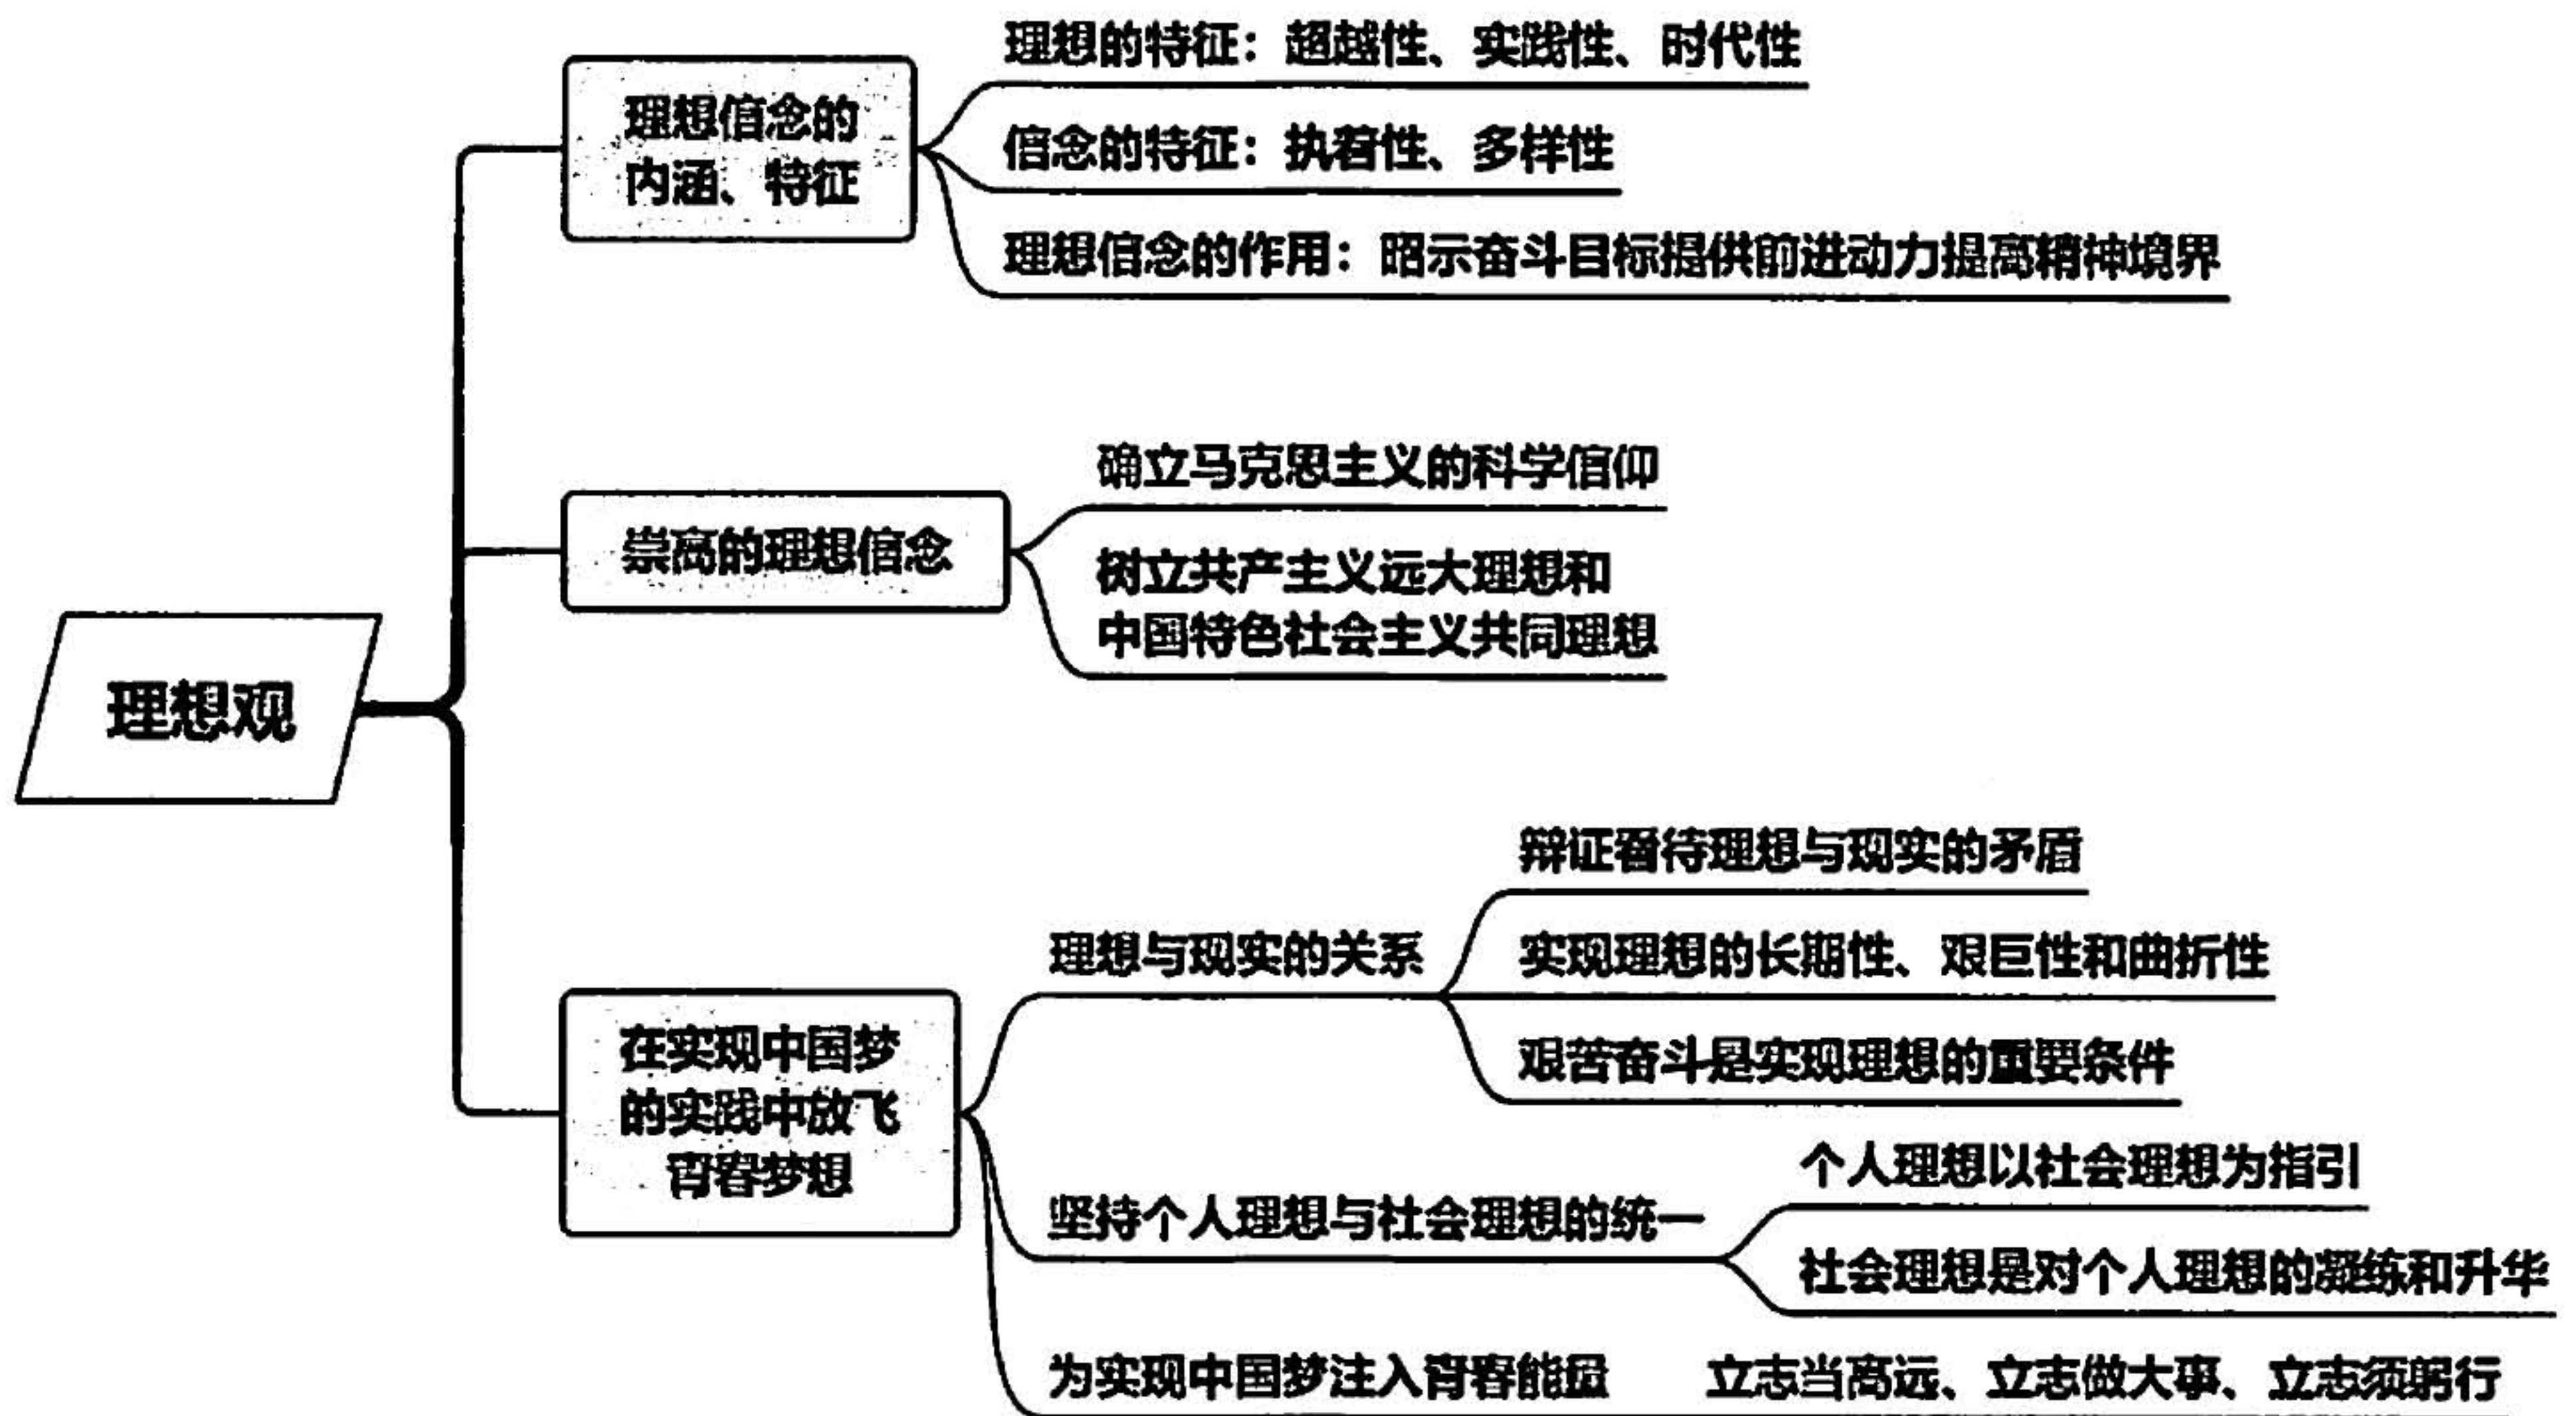 理想观
理想信念的
内涵、特征
理想的特征：超越性、实践性、时代性
信念的特征：执着性、多样性
理想信念的作用：昭示奋斗目标提供前进动力提高精神境界
崇高的理想信念
确立马克思主义的科学信仰
树立共产主义远大理想和
中国特色社会主义共同理想
在实现中国梦
的实践中放飞
青春梦想
理想与现实的关系
辩证看待理想与现实的矛盾
实现理想的长期性、艰巨性和曲折性
艰苦奋斗是实现理想的重要条件
坚持个人理想与社会理想的统一
个人理想以社会理想为指引
社会理想是对个人理想的凝练和升华
为实现中国梦注入青春能量
立志当高远、立志做大事、立志须躬行